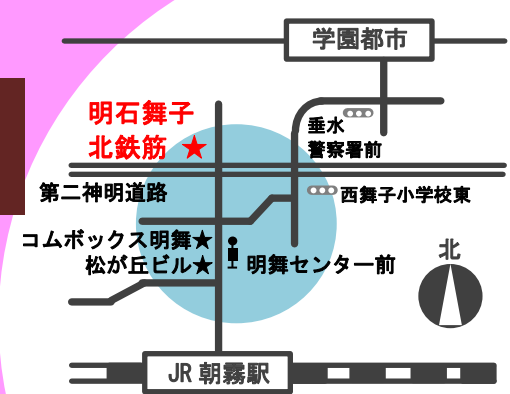 学園都市
明石舞子
北鉄筋 ★
垂水
警察署前
第二神明道路
西舞子小学校東
コムボックス明舞★
松が丘ビル★
明舞センター前
北
JR 朝霧駅